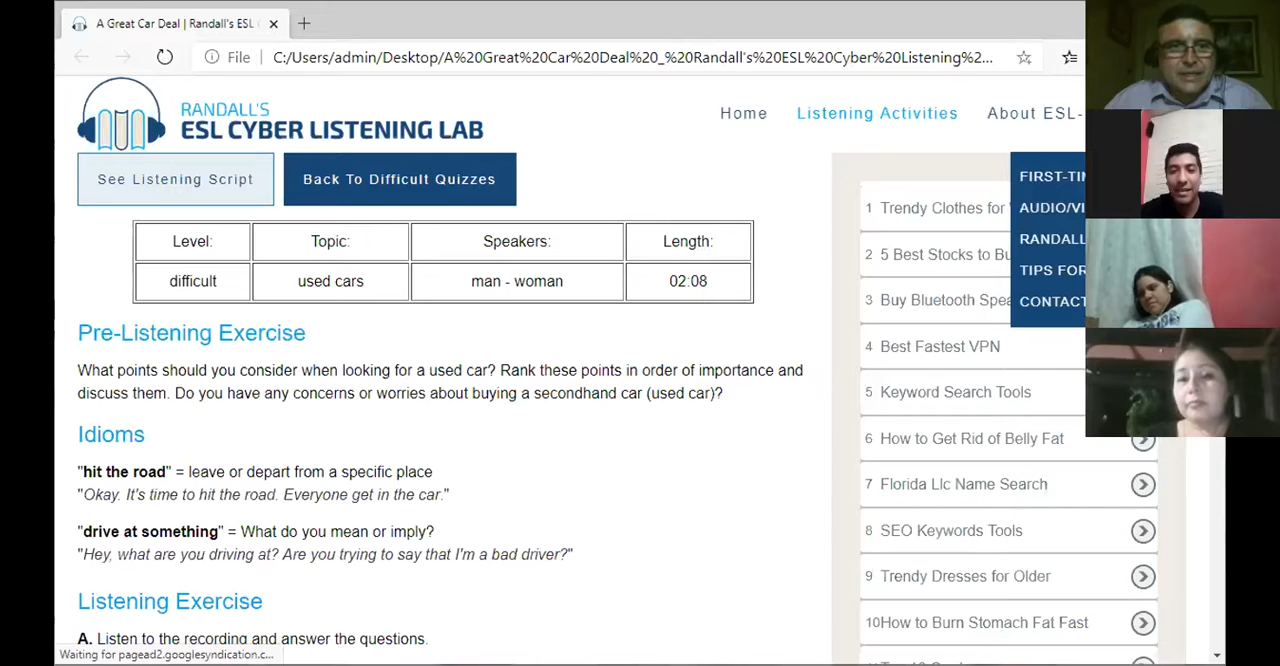 A Great Car Deal | Randall's ESL
File
C:/Users/admin/Desktop/A%20Great%20Car%20Deal%20_%20Randall's%20ESL%20Cyber%20Listening%2...
RANDALL'S
ESL CYBER LISTENING LAB
Home
Listening Activities
About ESL-
See Listening Script
Back To Difficult Quizzes
Level: Topic: Speakers: Length:
difficult used cars man - woman 02:08
Pre-Listening Exercise
What points should you consider when looking for a used car? Rank these points in order of importance and
discuss them. Do you have any concerns or worries about buying a secondhand car (used car)?
Idioms
"hit the road" = leave or depart from a specific place
"Okay. It's time to hit the road. Everyone get in the car."
"drive at something" = What do you mean or imply?
"Hey, what are you driving at? Are you trying to say that I'm a bad driver?"
Listening Exercise
A. Listen to the recording and answer the questions.
Waiting for pagead2.googlesyndication.c...
1 Trendy Clothes for
2 5 Best Stocks to Bu
3 Buy Bluetooth Spea
4 Best Fastest VPN
5 Keyword Search Tools
6 How to Get Rid of Belly Fat
7 Florida Llc Name Search
8 SEO Keywords Tools
9 Trendy Dresses for Older
10 How to Burn Stomach Fat Fast
FIRST-TIM
AUDIO/VI
RANDALL
TIPS FOR
CONTACT